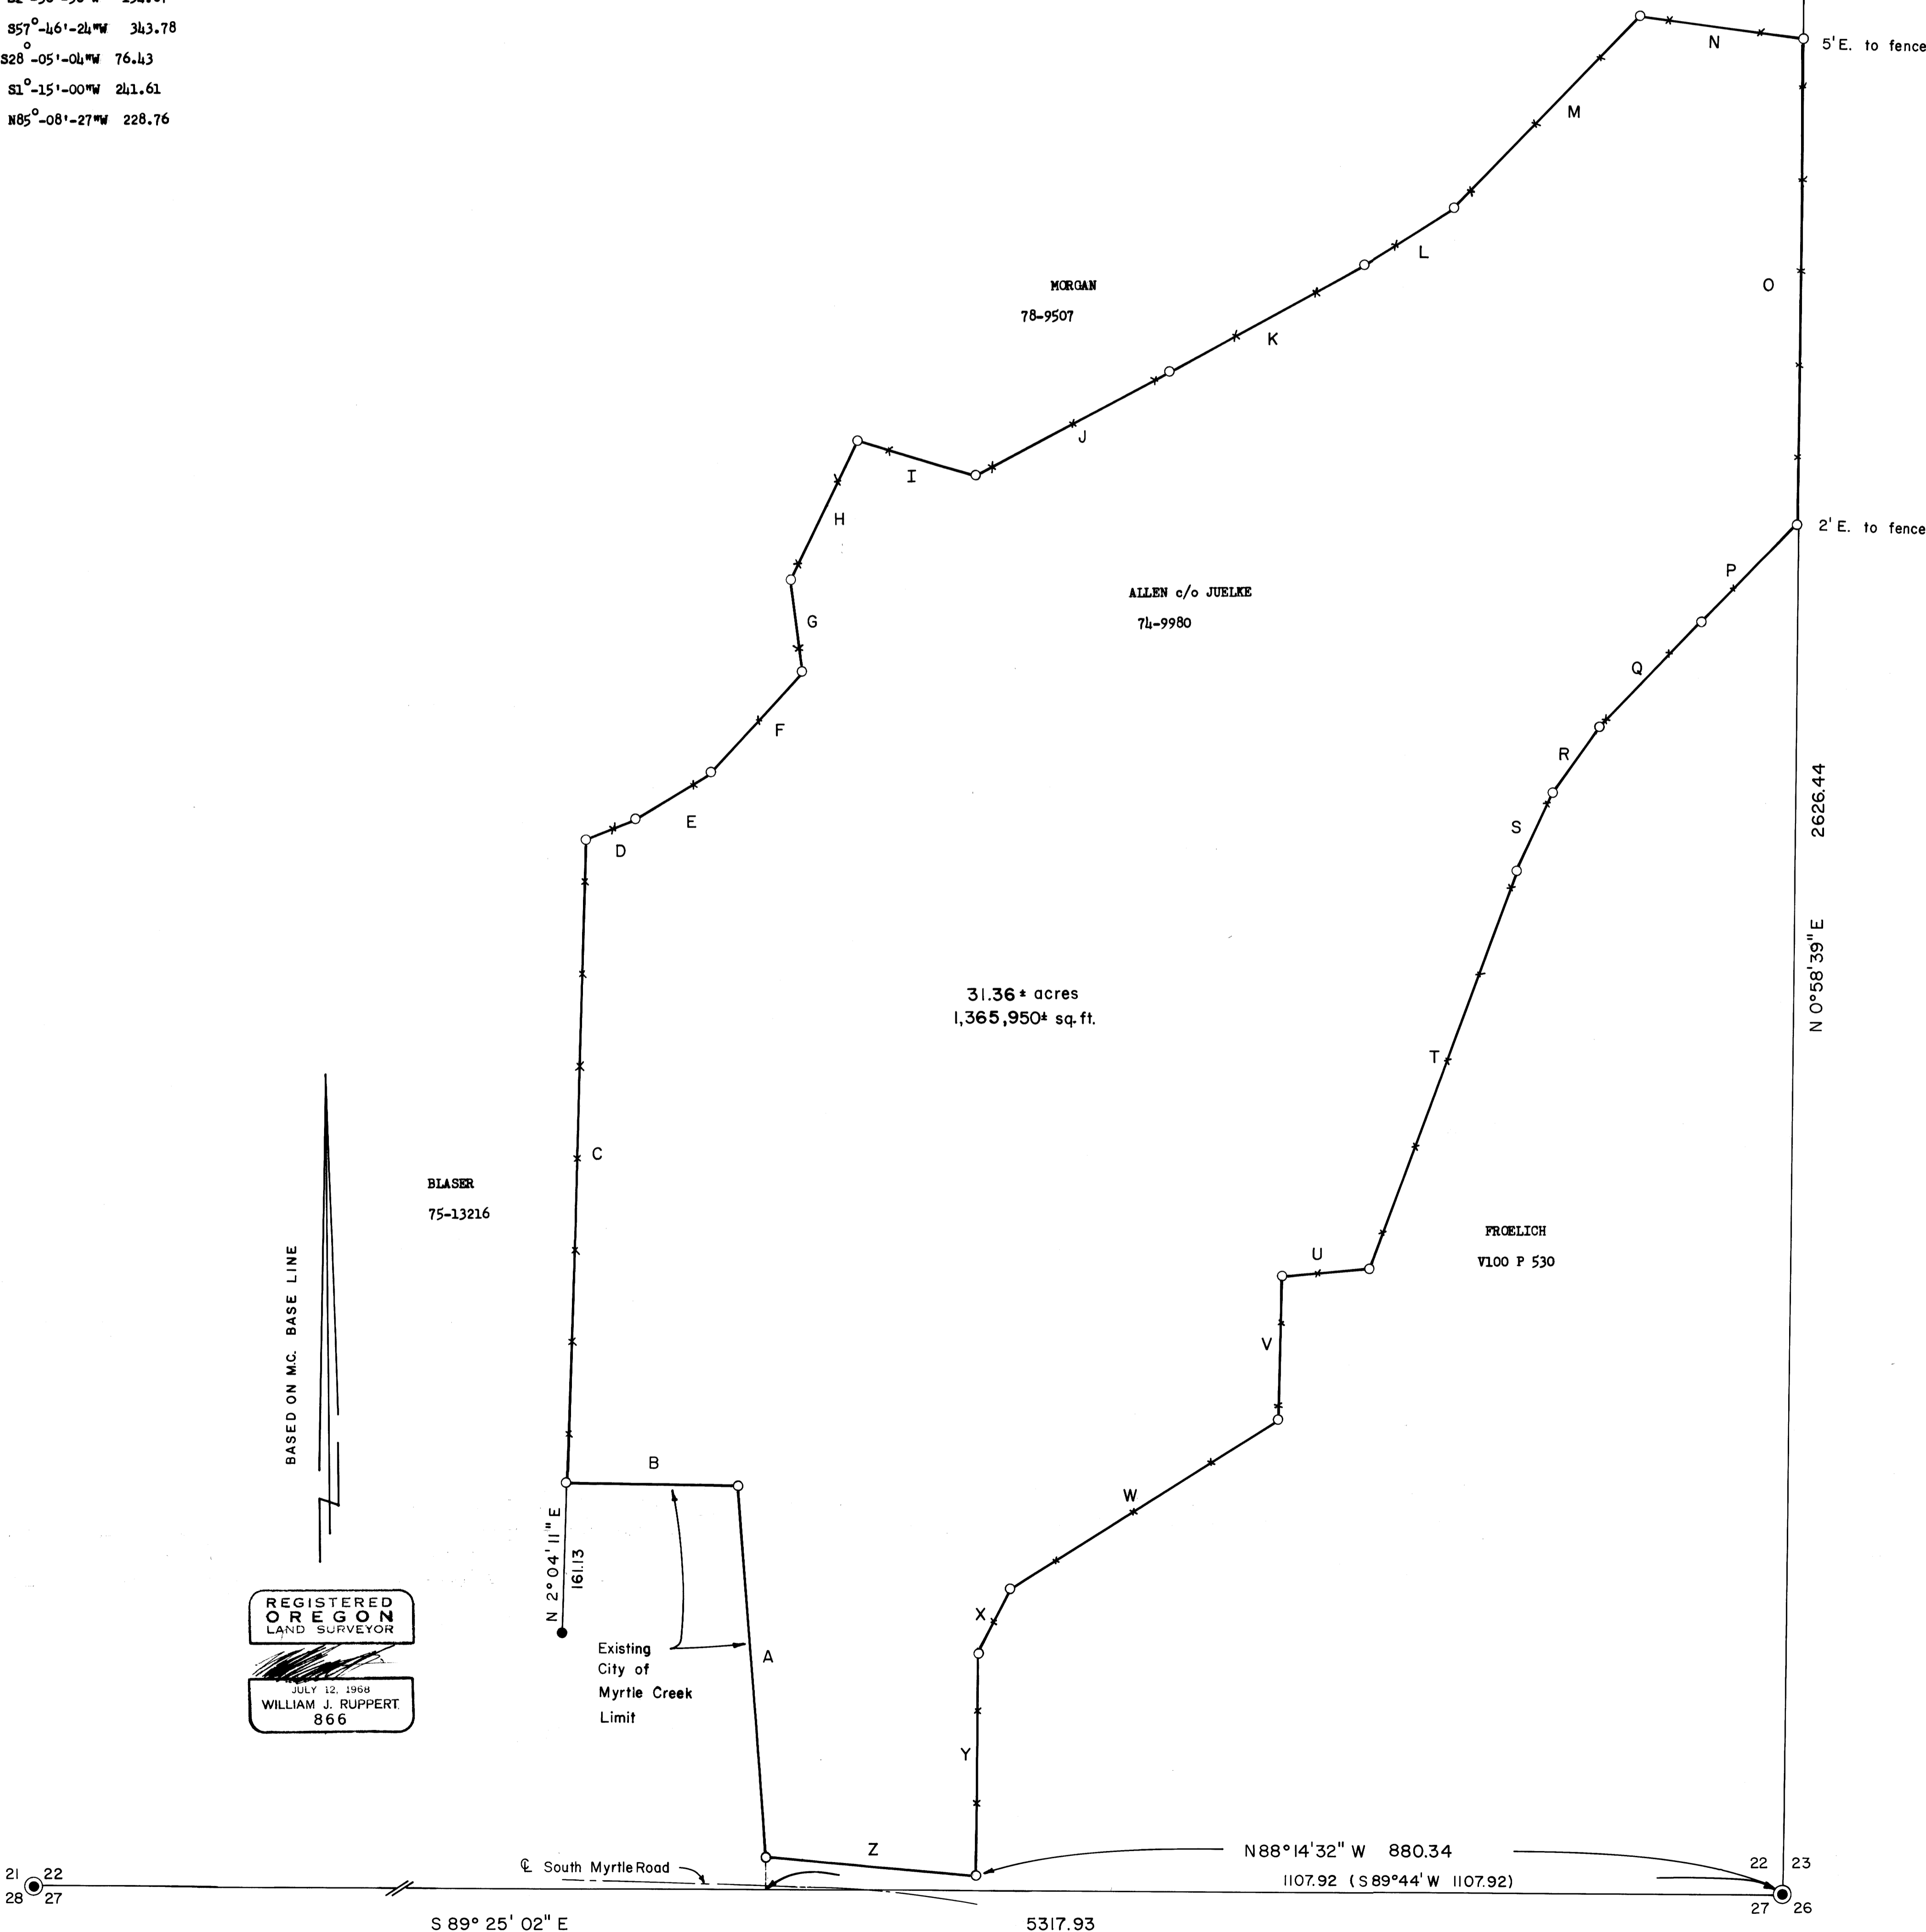 S57°-46'-24"W 343.78
S28°-05'-04"W 76.43
S1°-15'-00"W 241.61
N85°-08'-27"W 228.76
N
5'E. to fence
M
L
MORGAN
78-9507
O
K
J
I
H
2'E. to fence
P
ALLEN c/o JUELKE
74-9980
G
Q
F
R
E
S
D
2626.44
N 0°58'39" E
31.36± acres
1,365,950± sq.ft.
T
C
BLASER
75-13216
FROELICH
V100 P 530
U
BASED ON M.C. BASE LINE
V
B
W
N 2°04'11" E
161.13
REGISTERED
OREGON
LAND SURVEYOR
JULY 12, 1968
WILLIAM J. RUPPERT
866
X
Existing
City of
Myrtle Creek
Limit
A
Y
Z
N88°14'32" W 880.34
℄ South Myrtle Road
1107.92 (S89°44'W 1107.92)
21 22
28 27
22 23
27 26
S 89° 25' 02" E 5317.93